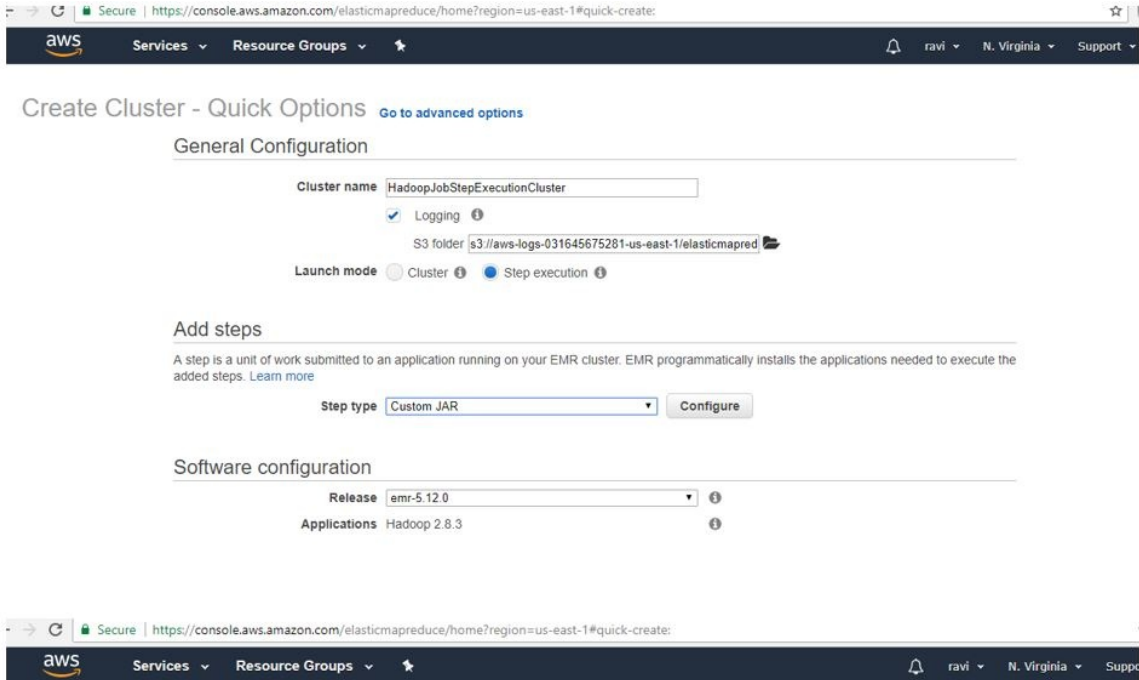 Secure | https://console.aws.amazon.com/elasticmapreduce/home?region=us-east-1#quick-create:
aws Services Resource Groups ravi N. Virginia Support
Create Cluster - Quick Options Go to advanced options
General Configuration
Cluster name HadoopJobStepExecutionCluster
Logging
S3 folder s3://aws-logs-031645675281-us-east-1/elasticmapred
Launch mode Cluster Step execution
Add steps
A step is a unit of work submitted to an application running on your EMR cluster. EMR programmatically installs the applications needed to execute the
added steps. Learn more
Step type Custom JAR Configure
Software configuration
Release emr-5.12.0
Applications Hadoop 2.8.3
Secure | https://console.aws.amazon.com/elasticmapreduce/home?region=us-east-1#quick-create:
aws Services Resource Groups ravi N. Virginia Suppo